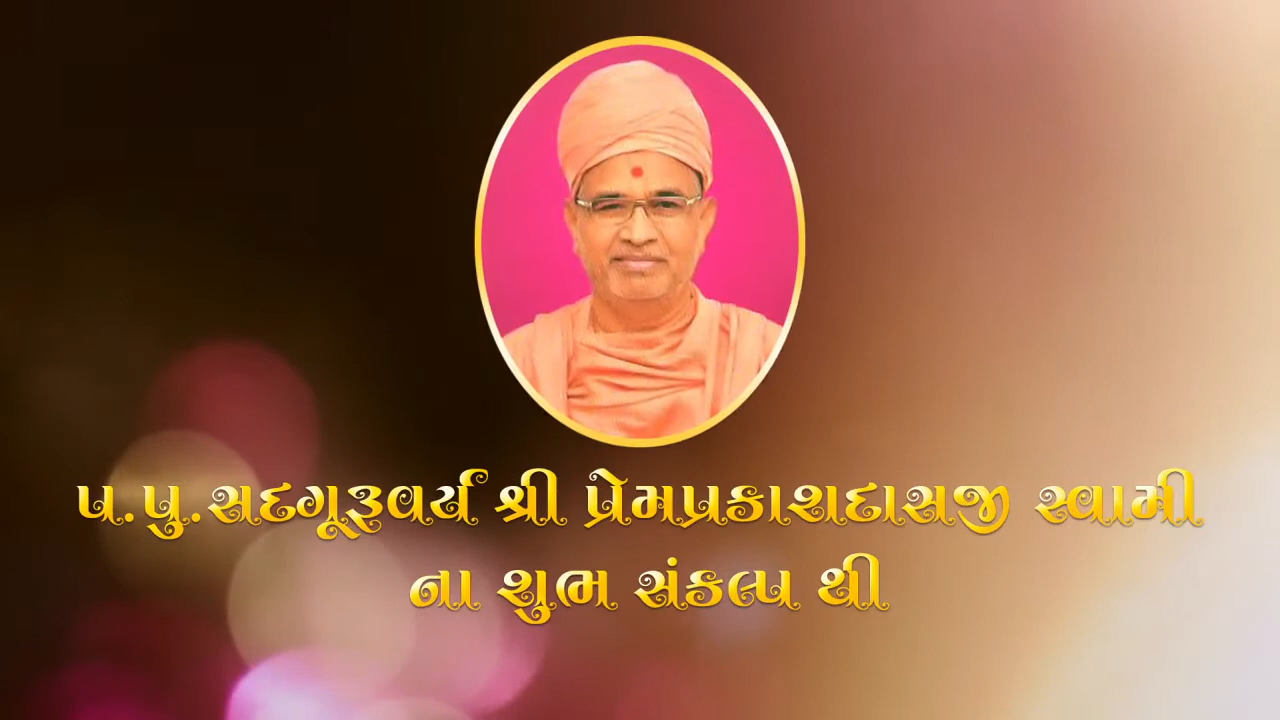 પ.પુ.સદગૂરૂવર્ય શ્રી પ્રેમપ્રકાશદાસજી સ્વામી
ના શુભ સંકલ્પ થી